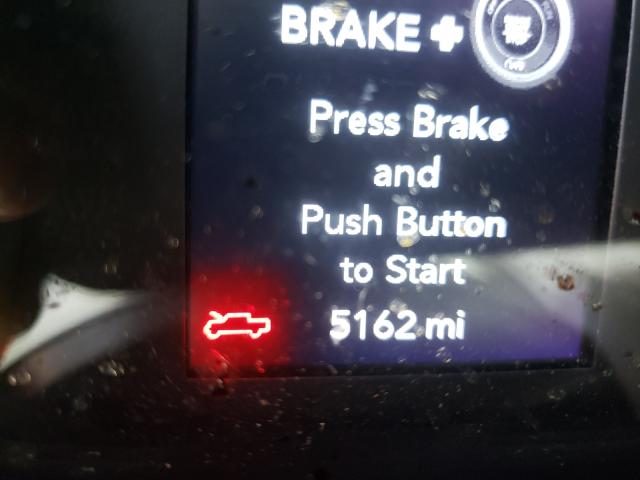 BRAKE +
Press Brake
and
Push Button
to Start
5162 mi